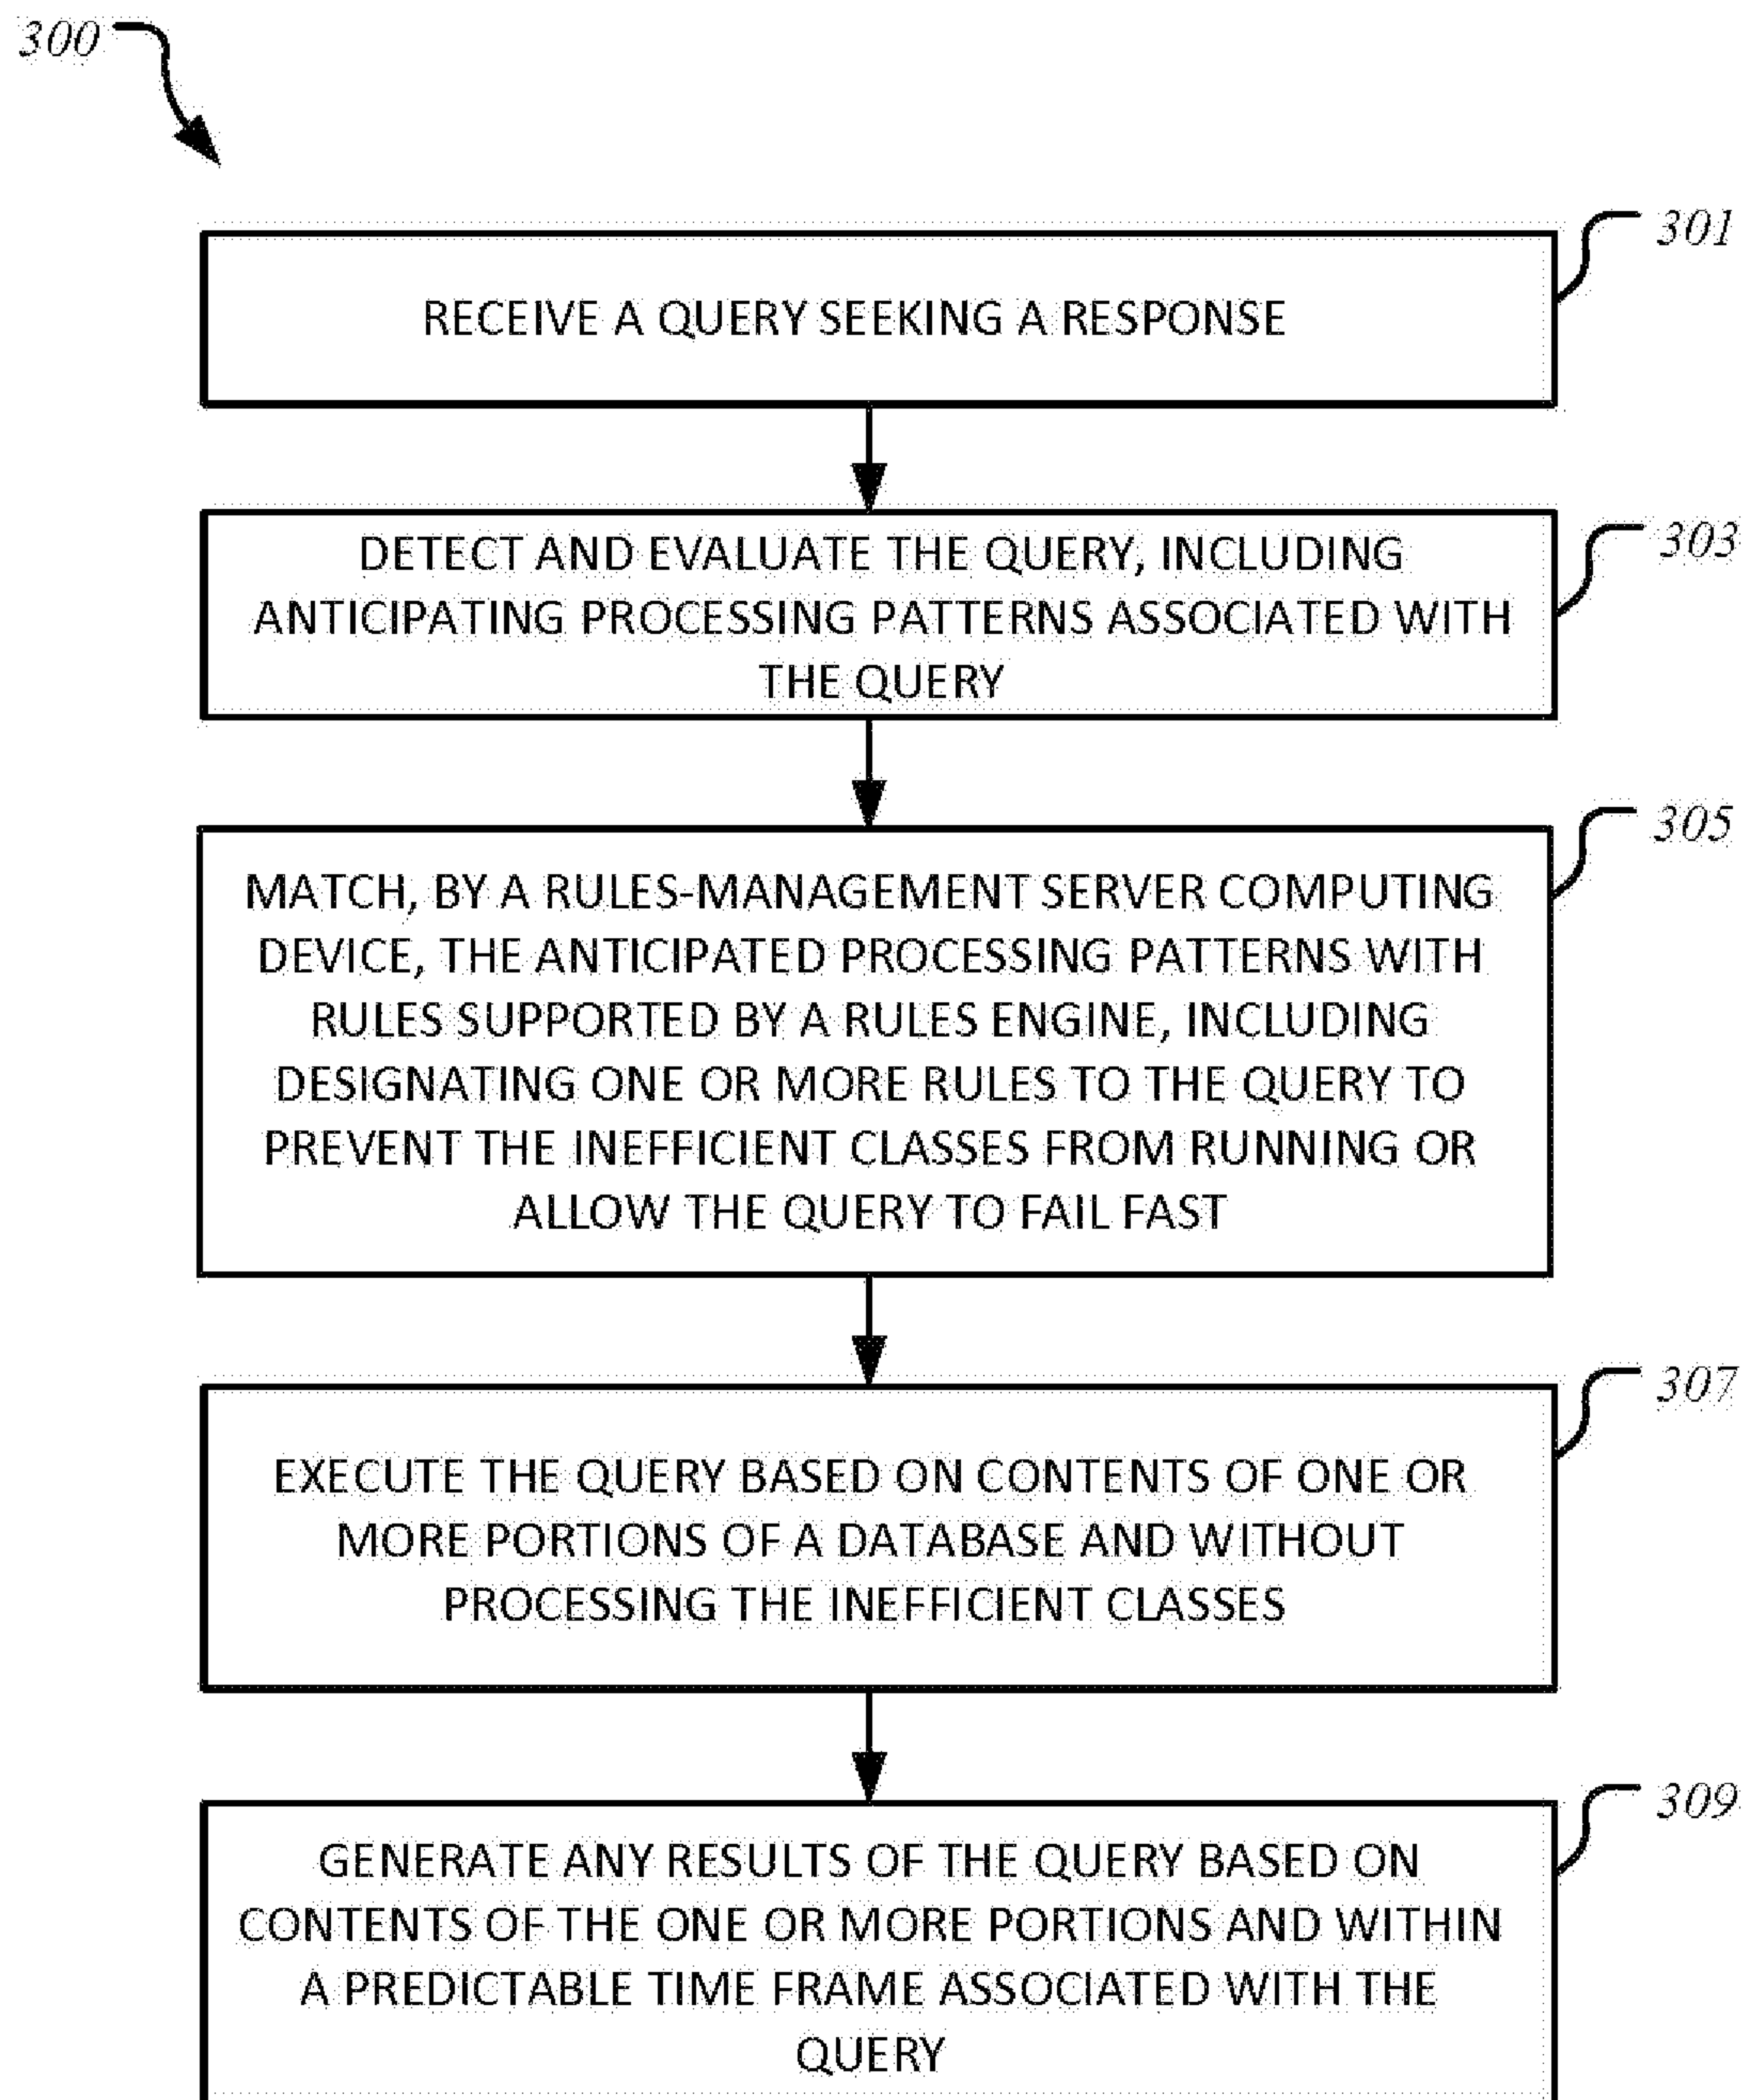 300
301
RECEIVE A QUERY SEEKING A RESPONSE
303
DETECT AND EVALUATE THE QUERY, INCLUDING
ANTICIPATING PROCESSING PATTERNS ASSOCIATED WITH
THE QUERY
305
MATCH, BY A RULES-MANAGEMENT SERVER COMPUTING
DEVICE, THE ANTICIPATED PROCESSING PATTERNS WITH
RULES SUPPORTED BY A RULES ENGINE, INCLUDING
DESIGNATING ONE OR MORE RULES TO THE QUERY TO
PREVENT THE INEFFICIENT CLASSES FROM RUNNING OR
ALLOW THE QUERY TO FAIL FAST
307
EXECUTE THE QUERY BASED ON CONTENTS OF ONE OR
MORE PORTIONS OF A DATABASE AND WITHOUT
PROCESSING THE INEFFICIENT CLASSES
309
GENERATE ANY RESULTS OF THE QUERY BASED ON
CONTENTS OF THE ONE OR MORE PORTIONS AND WITHIN
A PREDICTABLE TIME FRAME ASSOCIATED WITH THE
QUERY